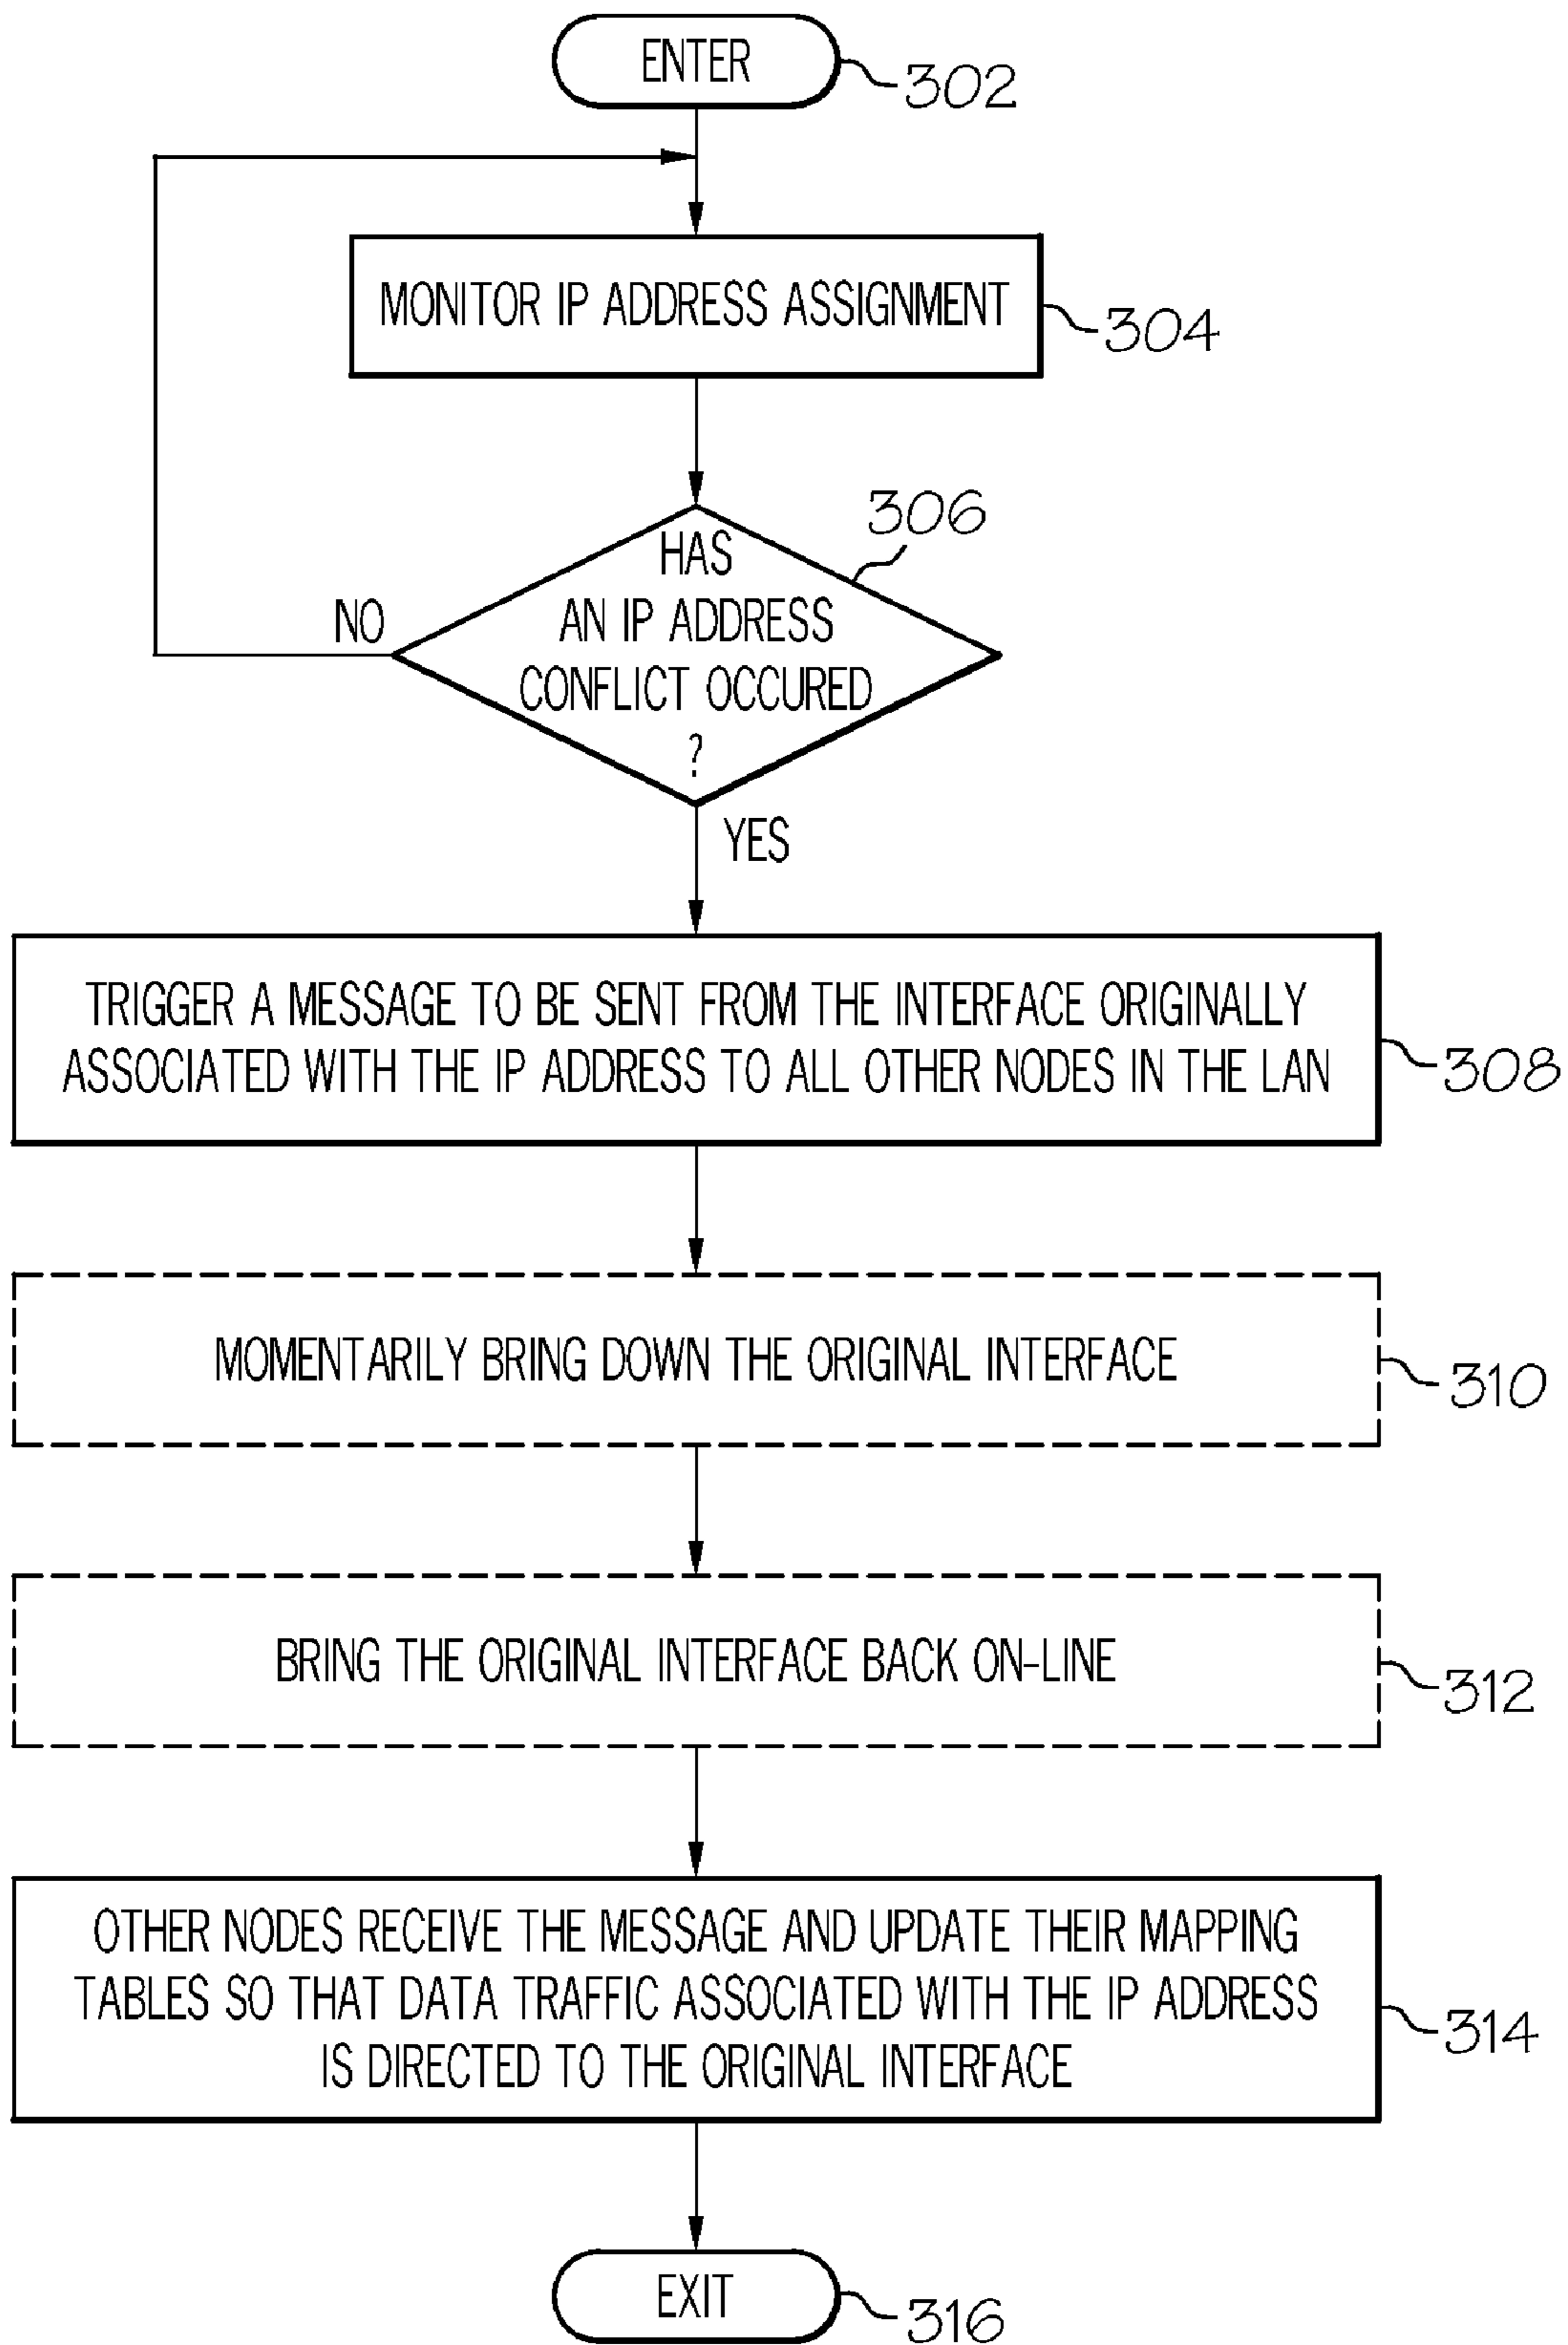 ENTER
302
MONITOR IP ADDRESS ASSIGNMENT
304
306
HAS
AN IP ADDRESS
CONFLICT OCCURED
?
NO
YES
TRIGGER A MESSAGE TO BE SENT FROM THE INTERFACE ORIGINALLY
ASSOCIATED WITH THE IP ADDRESS TO ALL OTHER NODES IN THE LAN
308
MOMENTARILY BRING DOWN THE ORIGINAL INTERFACE
310
BRING THE ORIGINAL INTERFACE BACK ON-LINE
312
OTHER NODES RECEIVE THE MESSAGE AND UPDATE THEIR MAPPING
TABLES SO THAT DATA TRAFFIC ASSOCIATED WITH THE IP ADDRESS
IS DIRECTED TO THE ORIGINAL INTERFACE
314
EXIT
316